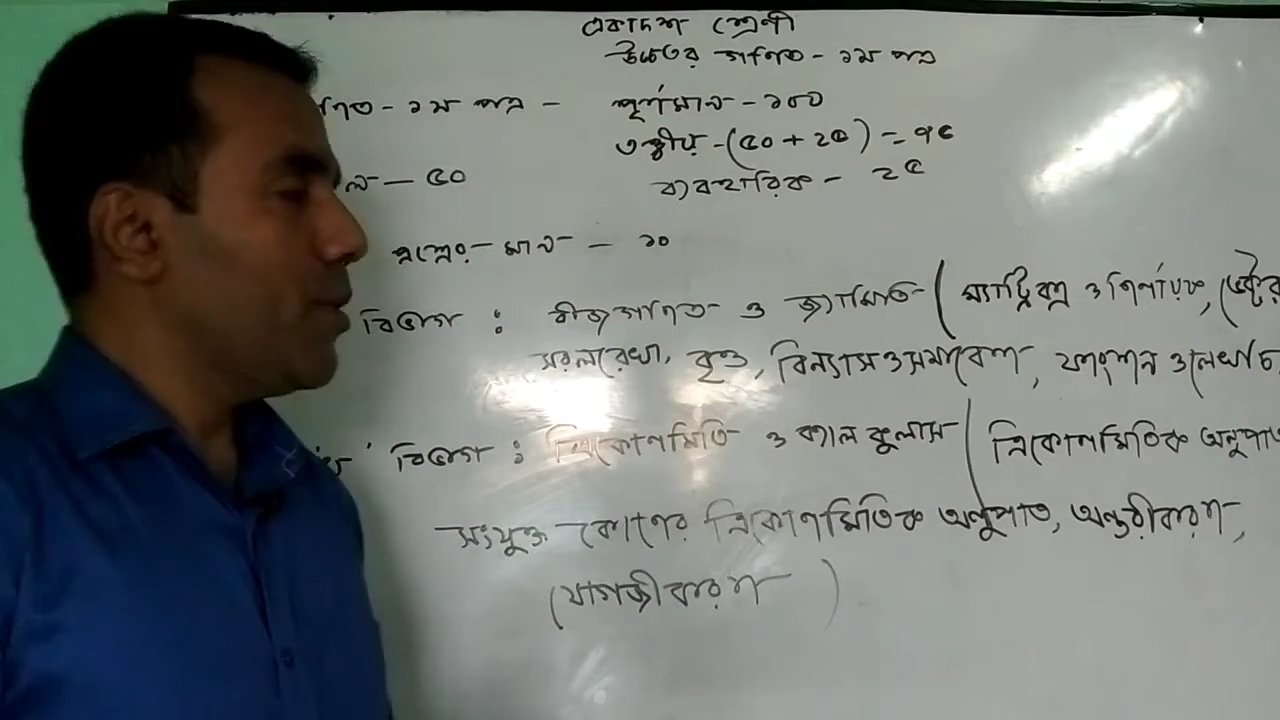 একাদশ শ্রেণী
উচ্চতর গণিত - ১ম পত্র
ণিত - ১ম পত্র - পূর্ণমান - ১০০
তত্ত্বীয় - (৫০ + ২৫) = ৭৫
ব্যবহারিক - ২৫
ল - ৫০
প্রশ্নের - মান - ১০
বিভাগ : বীজগণিত ও জ্যামিতি (ম্যাট্রিক্স ও নির্ণায়ক, ভেক্টর
সরলরেখা, বৃত্ত, বিন্যাস ও সমাবেশ, ফাংশন ও লেখচি
' বিভাগ : ত্রিকোণমিতি ও ক্যালকুলাস (ত্রিকোণমিতিক অনুপাত
সংযুক্ত কোণের ত্রিকোণমিতিক অনুপাত, অন্তরীকরণ,
যোগজীকরণ )